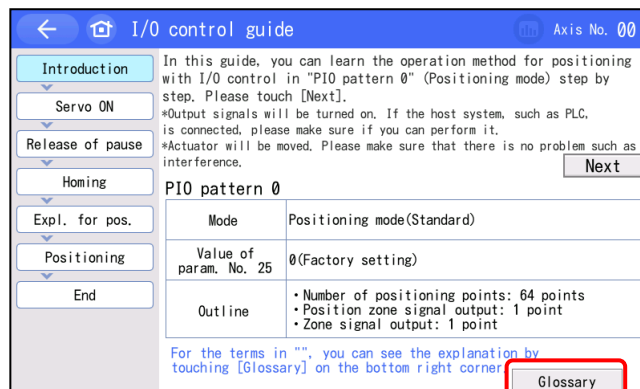 I/O control guide
Axis No. 00
Introduction
Servo ON
Release of pause
Homing
Expl. for pos.
Positioning
End
In this guide, you can learn the operation method for positioning
with I/O control in "PIO pattern 0" (Positioning mode) step by
step. Please touch [Next].
*Output signals will be turned on. If the host system, such as PLC,
is connected, please make sure if you can perform it.
*Actuator will be moved. Please make sure that there is no problem such as
interference.
Next
PIO pattern 0
Mode
Positioning mode(Standard)
Value of
param. No. 25
0(Factory setting)
Outline
・Number of positioning points: 64 points
・Position zone signal output: 1 point
・Zone signal output: 1 point
For the terms in "", you can see the explanation by
touching [Glossary] on the bottom right corner.
Glossary